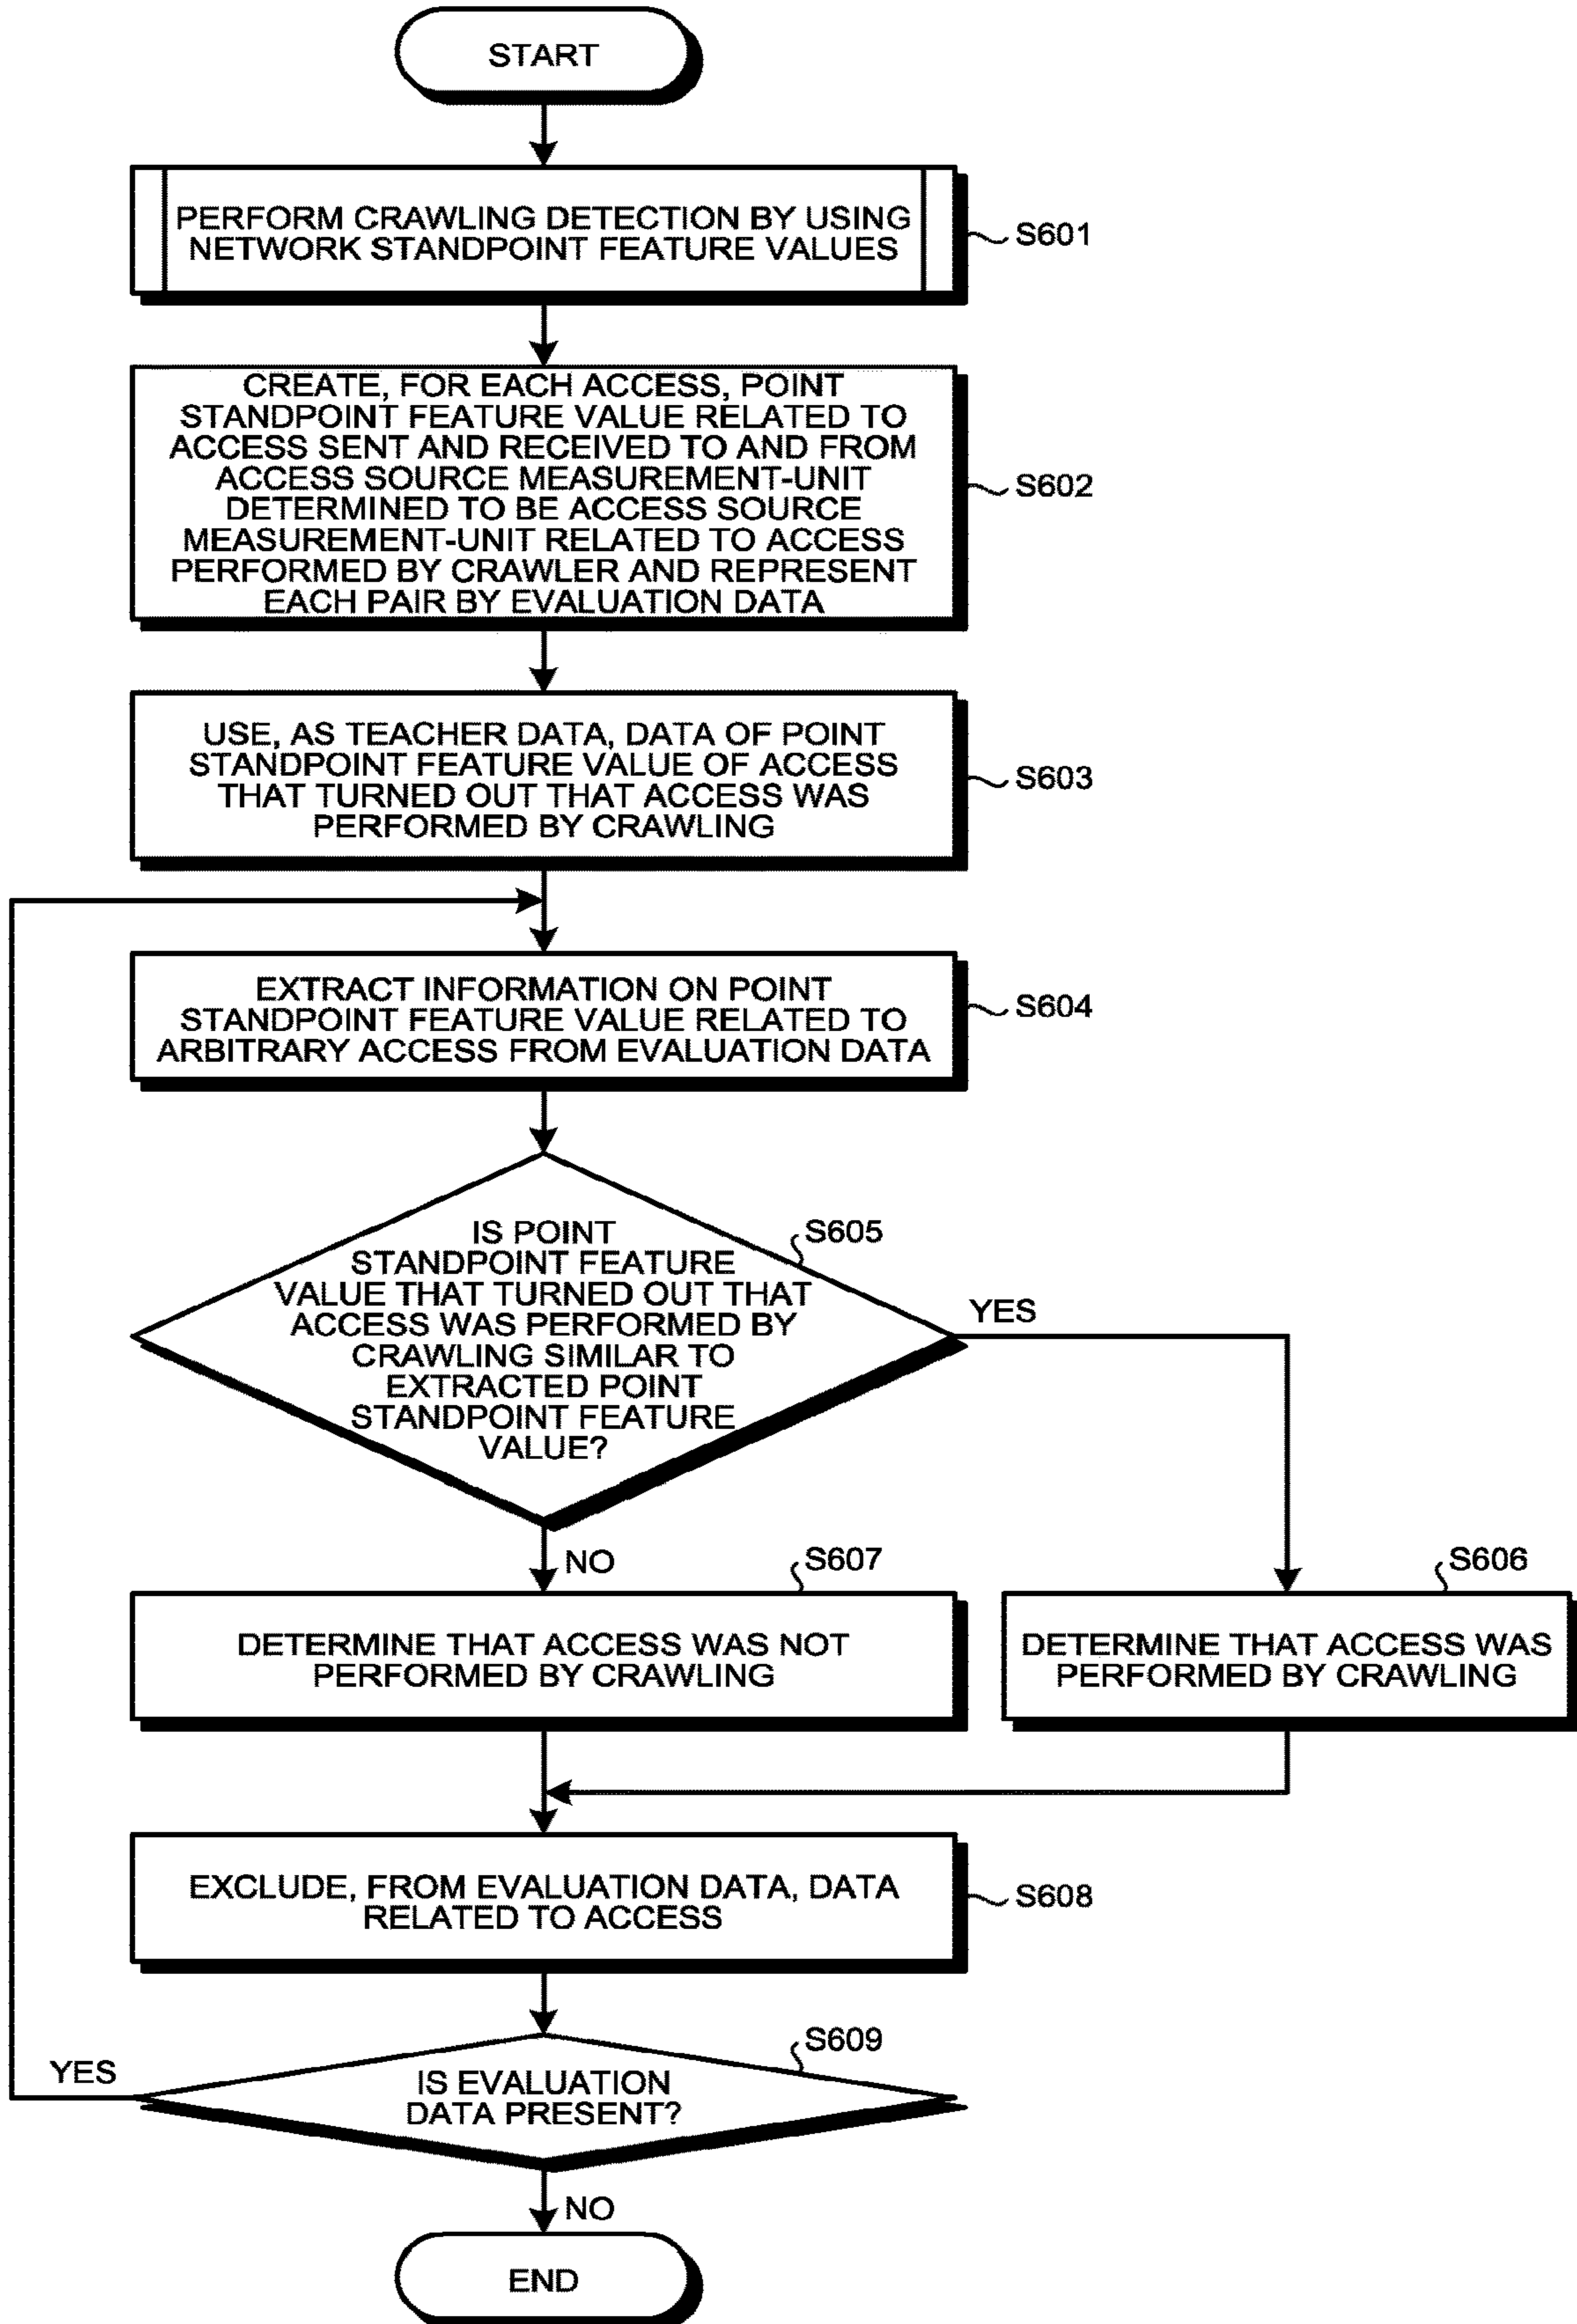 START
PERFORM CRAWLING DETECTION BY USING
NETWORK STANDPOINT FEATURE VALUES
S601
CREATE, FOR EACH ACCESS, POINT
STANDPOINT FEATURE VALUE RELATED TO
ACCESS SENT AND RECEIVED TO AND FROM
ACCESS SOURCE MEASUREMENT-UNIT
DETERMINED TO BE ACCESS SOURCE
MEASUREMENT-UNIT RELATED TO ACCESS
PERFORMED BY CRAWLER AND REPRESENT
EACH PAIR BY EVALUATION DATA
S602
USE, AS TEACHER DATA, DATA OF POINT
STANDPOINT FEATURE VALUE OF ACCESS
THAT TURNED OUT THAT ACCESS WAS
PERFORMED BY CRAWLING
S603
EXTRACT INFORMATION ON POINT
STANDPOINT FEATURE VALUE RELATED TO
ARBITRARY ACCESS FROM EVALUATION DATA
S604
IS POINT
STANDPOINT FEATURE
VALUE THAT TURNED OUT THAT
ACCESS WAS PERFORMED BY
CRAWLING SIMILAR TO
EXTRACTED POINT
STANDPOINT FEATURE
VALUE?
S605
YES
NO
S607
DETERMINE THAT ACCESS WAS NOT
PERFORMED BY CRAWLING
S606
DETERMINE THAT ACCESS WAS
PERFORMED BY CRAWLING
EXCLUDE, FROM EVALUATION DATA, DATA
RELATED TO ACCESS
S608
S609
YES
IS EVALUATION
DATA PRESENT?
NO
END